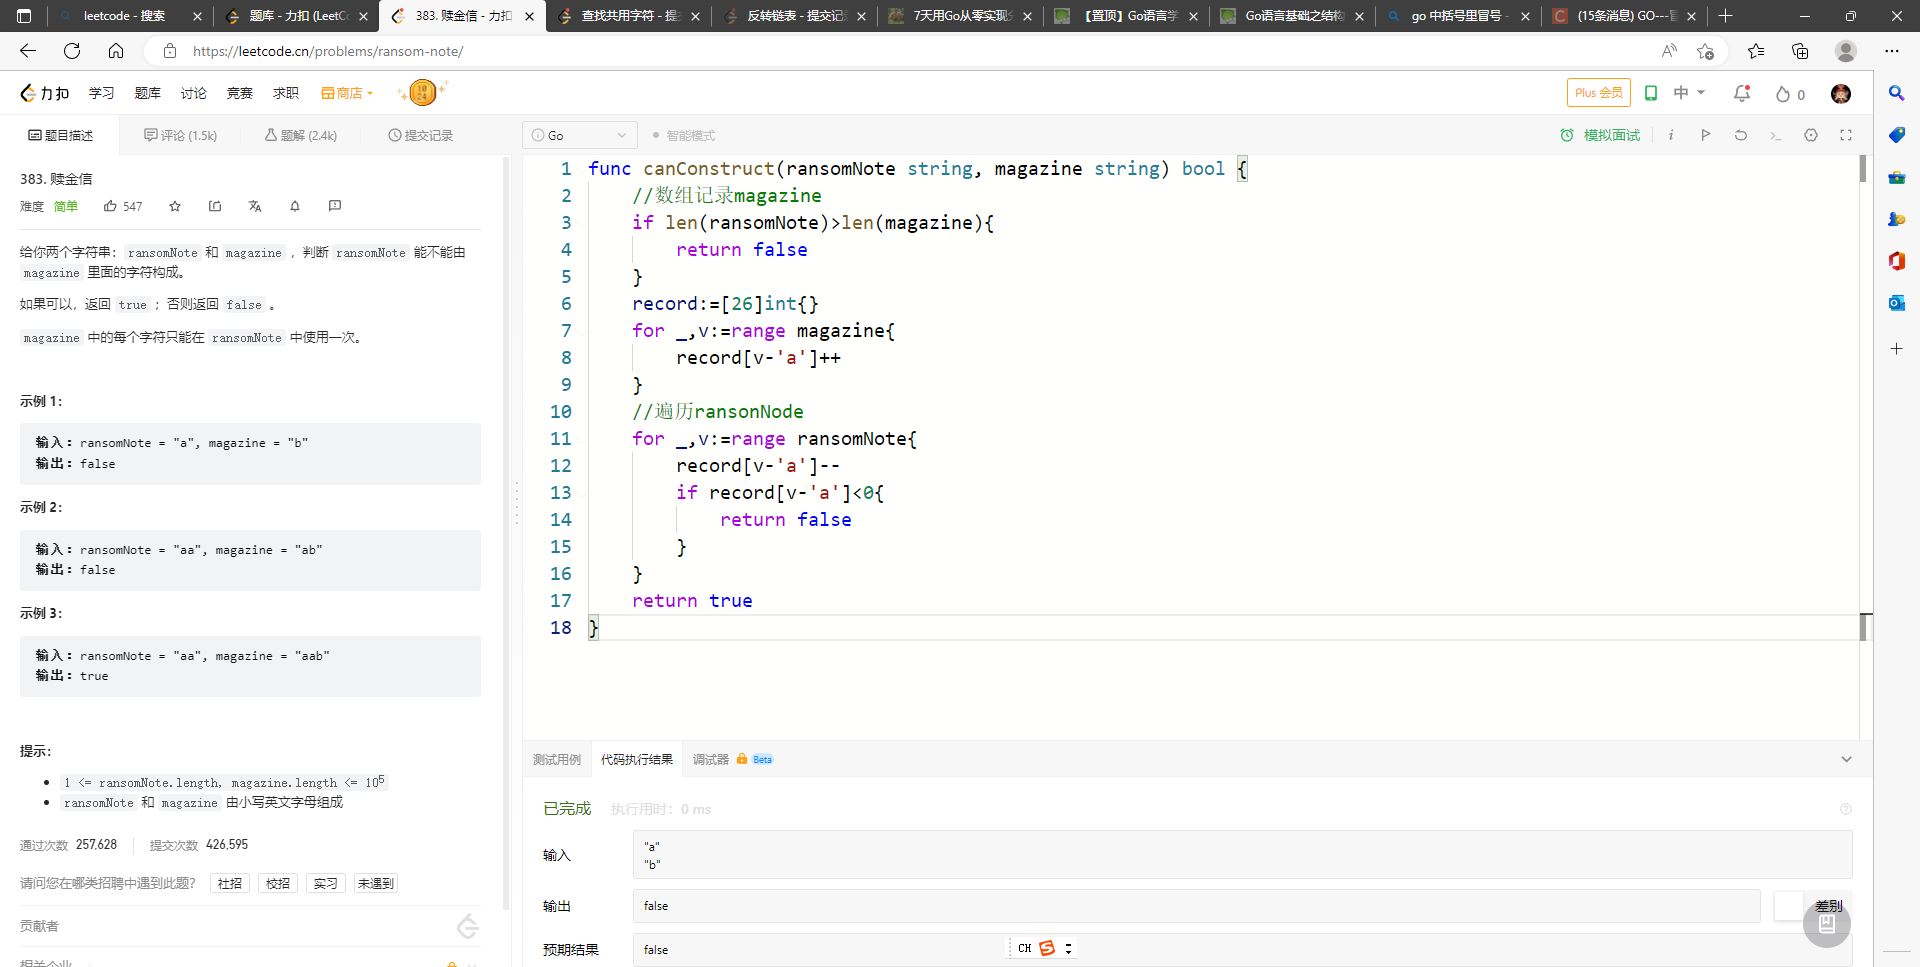 leetcode - 搜索
题库 - 力扣 (LeetCo
383. 赎金信 - 力扣
查找共用字符 - 提
反转链表 - 提交记
7天用Go从零实现分
【置顶】Go语言学
Go语言基础之结构
go 中括号里冒号 -
(15条消息) GO---冒
https://leetcode.cn/problems/ransom-note/
力扣
学习
题库
讨论
竞赛
求职
商店
Plus 会员
中
0
题目描述
评论 (1.5k)
题解 (2.4k)
提交记录
Go
智能模式
模拟面试
383. 赎金信
难度 简单 547
给你两个字符串：ransomNote 和 magazine ，判断 ransomNote 能不能由
magazine 里面的字符构成。
如果可以，返回 true ；否则返回 false 。
magazine 中的每个字符只能在 ransomNote 中使用一次。
示例 1：
输入：ransomNote = "a", magazine = "b"
输出：false
示例 2：
输入：ransomNote = "aa", magazine = "ab"
输出：false
示例 3：
输入：ransomNote = "aa", magazine = "aab"
输出：true
提示：
1 <= ransomNote.length, magazine.length <= 10⁵
ransomNote 和 magazine 由小写英文字母组成
通过次数 257,628 提交次数 426,595
请问您在哪类招聘中遇到此题？ 社招 校招 实习 未遇到
贡献者
相关企业
1 func canConstruct(ransomNote string, magazine string) bool {
2 //数组记录magazine
3 if len(ransomNote)>len(magazine){
4 return false
5 }
6 record:=[26]int{}
7 for _,v:=range magazine{
8 record[v-'a']++
9 }
10 //遍历ransonNode
11 for _,v:=range ransomNote{
12 record[v-'a']--
13 if record[v-'a']<0{
14 return false
15 }
16 }
17 return true
18 }
测试用例
代码执行结果
调试器 Beta
已完成 执行用时：0 ms
输入
"a"
"b"
输出
false
差别
预期结果
false
CH